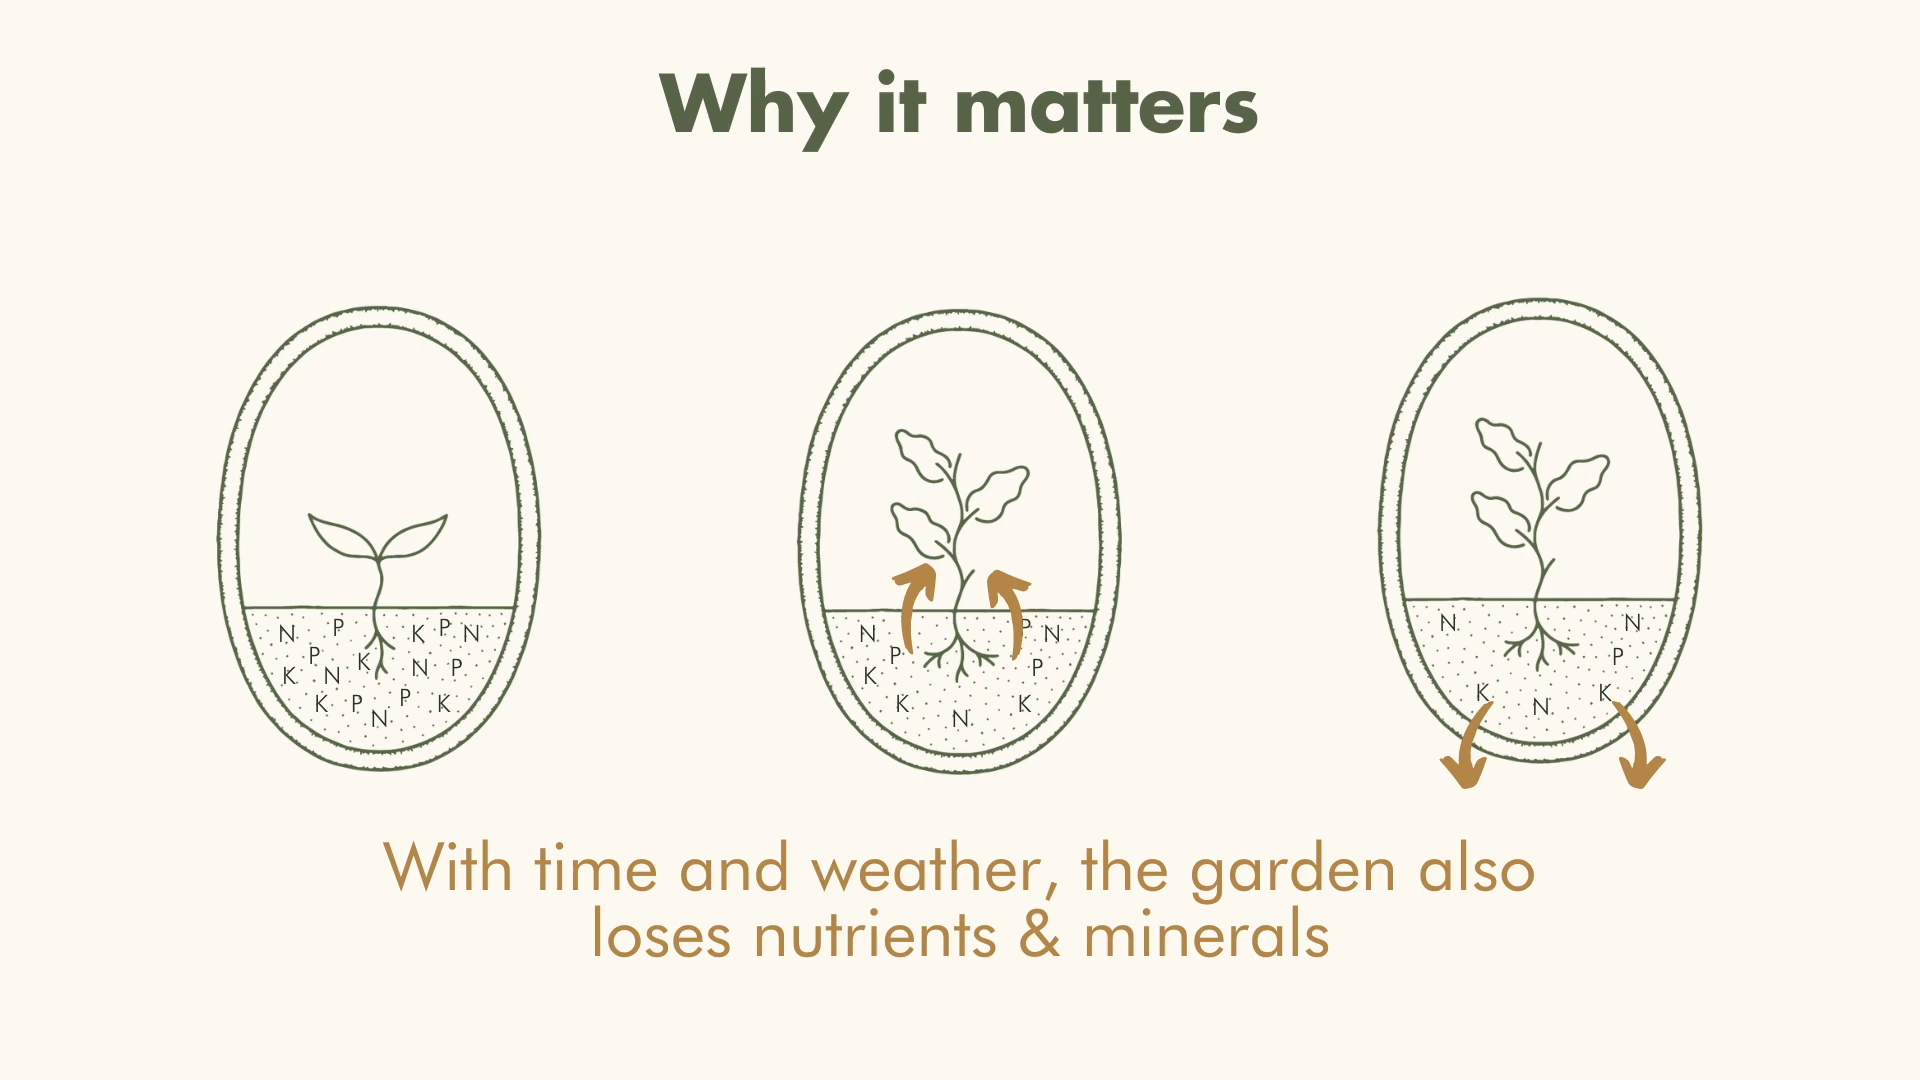 Why it matters
N P K P N
P K N P
K N
K P P K
N
N P N
P P
K
K K
N
N N
P
K K
N
With time and weather, the garden also
loses nutrients & minerals